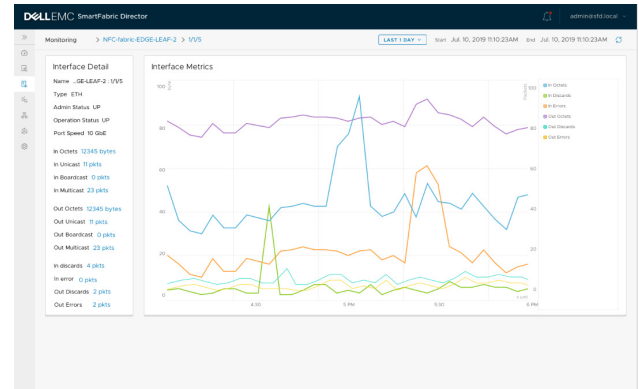 DELLEMC SmartFabric Director
admin@sfd.local
Monitoring > NFC-fabric-EDGE-LEAF-2 > 1/1/5
LAST 1 DAY
Start Jul. 10, 2019 11:10:23AM End Jul. 10, 2019 11:10:23AM
Interface Detail
Name ...GE-LEAF-2 : 1/1/5
Type ETH
Admin Status UP
Operation Status UP
Port Speed 10 GbE
In Octets 12345 bytes
In Unicast 11 pkts
In Boardcast 0 pkts
In Multicast 23 pkts
Out Octets 12345 bytes
Out Unicast 11 pkts
Out Boardcast 0 pkts
Out Multicast 23 pkts
In discards 4 pkts
In error 0 pkts
Out Discards 2 pkts
Out Errors 2 pkts
Interface Metrics
100
80
60
40
20
0
4:30
5 PM
5:30
6 PM
100
80
60
40
20
0
In Octets
In Discards
In Errors
Out Octets
Out Discards
Out Errors